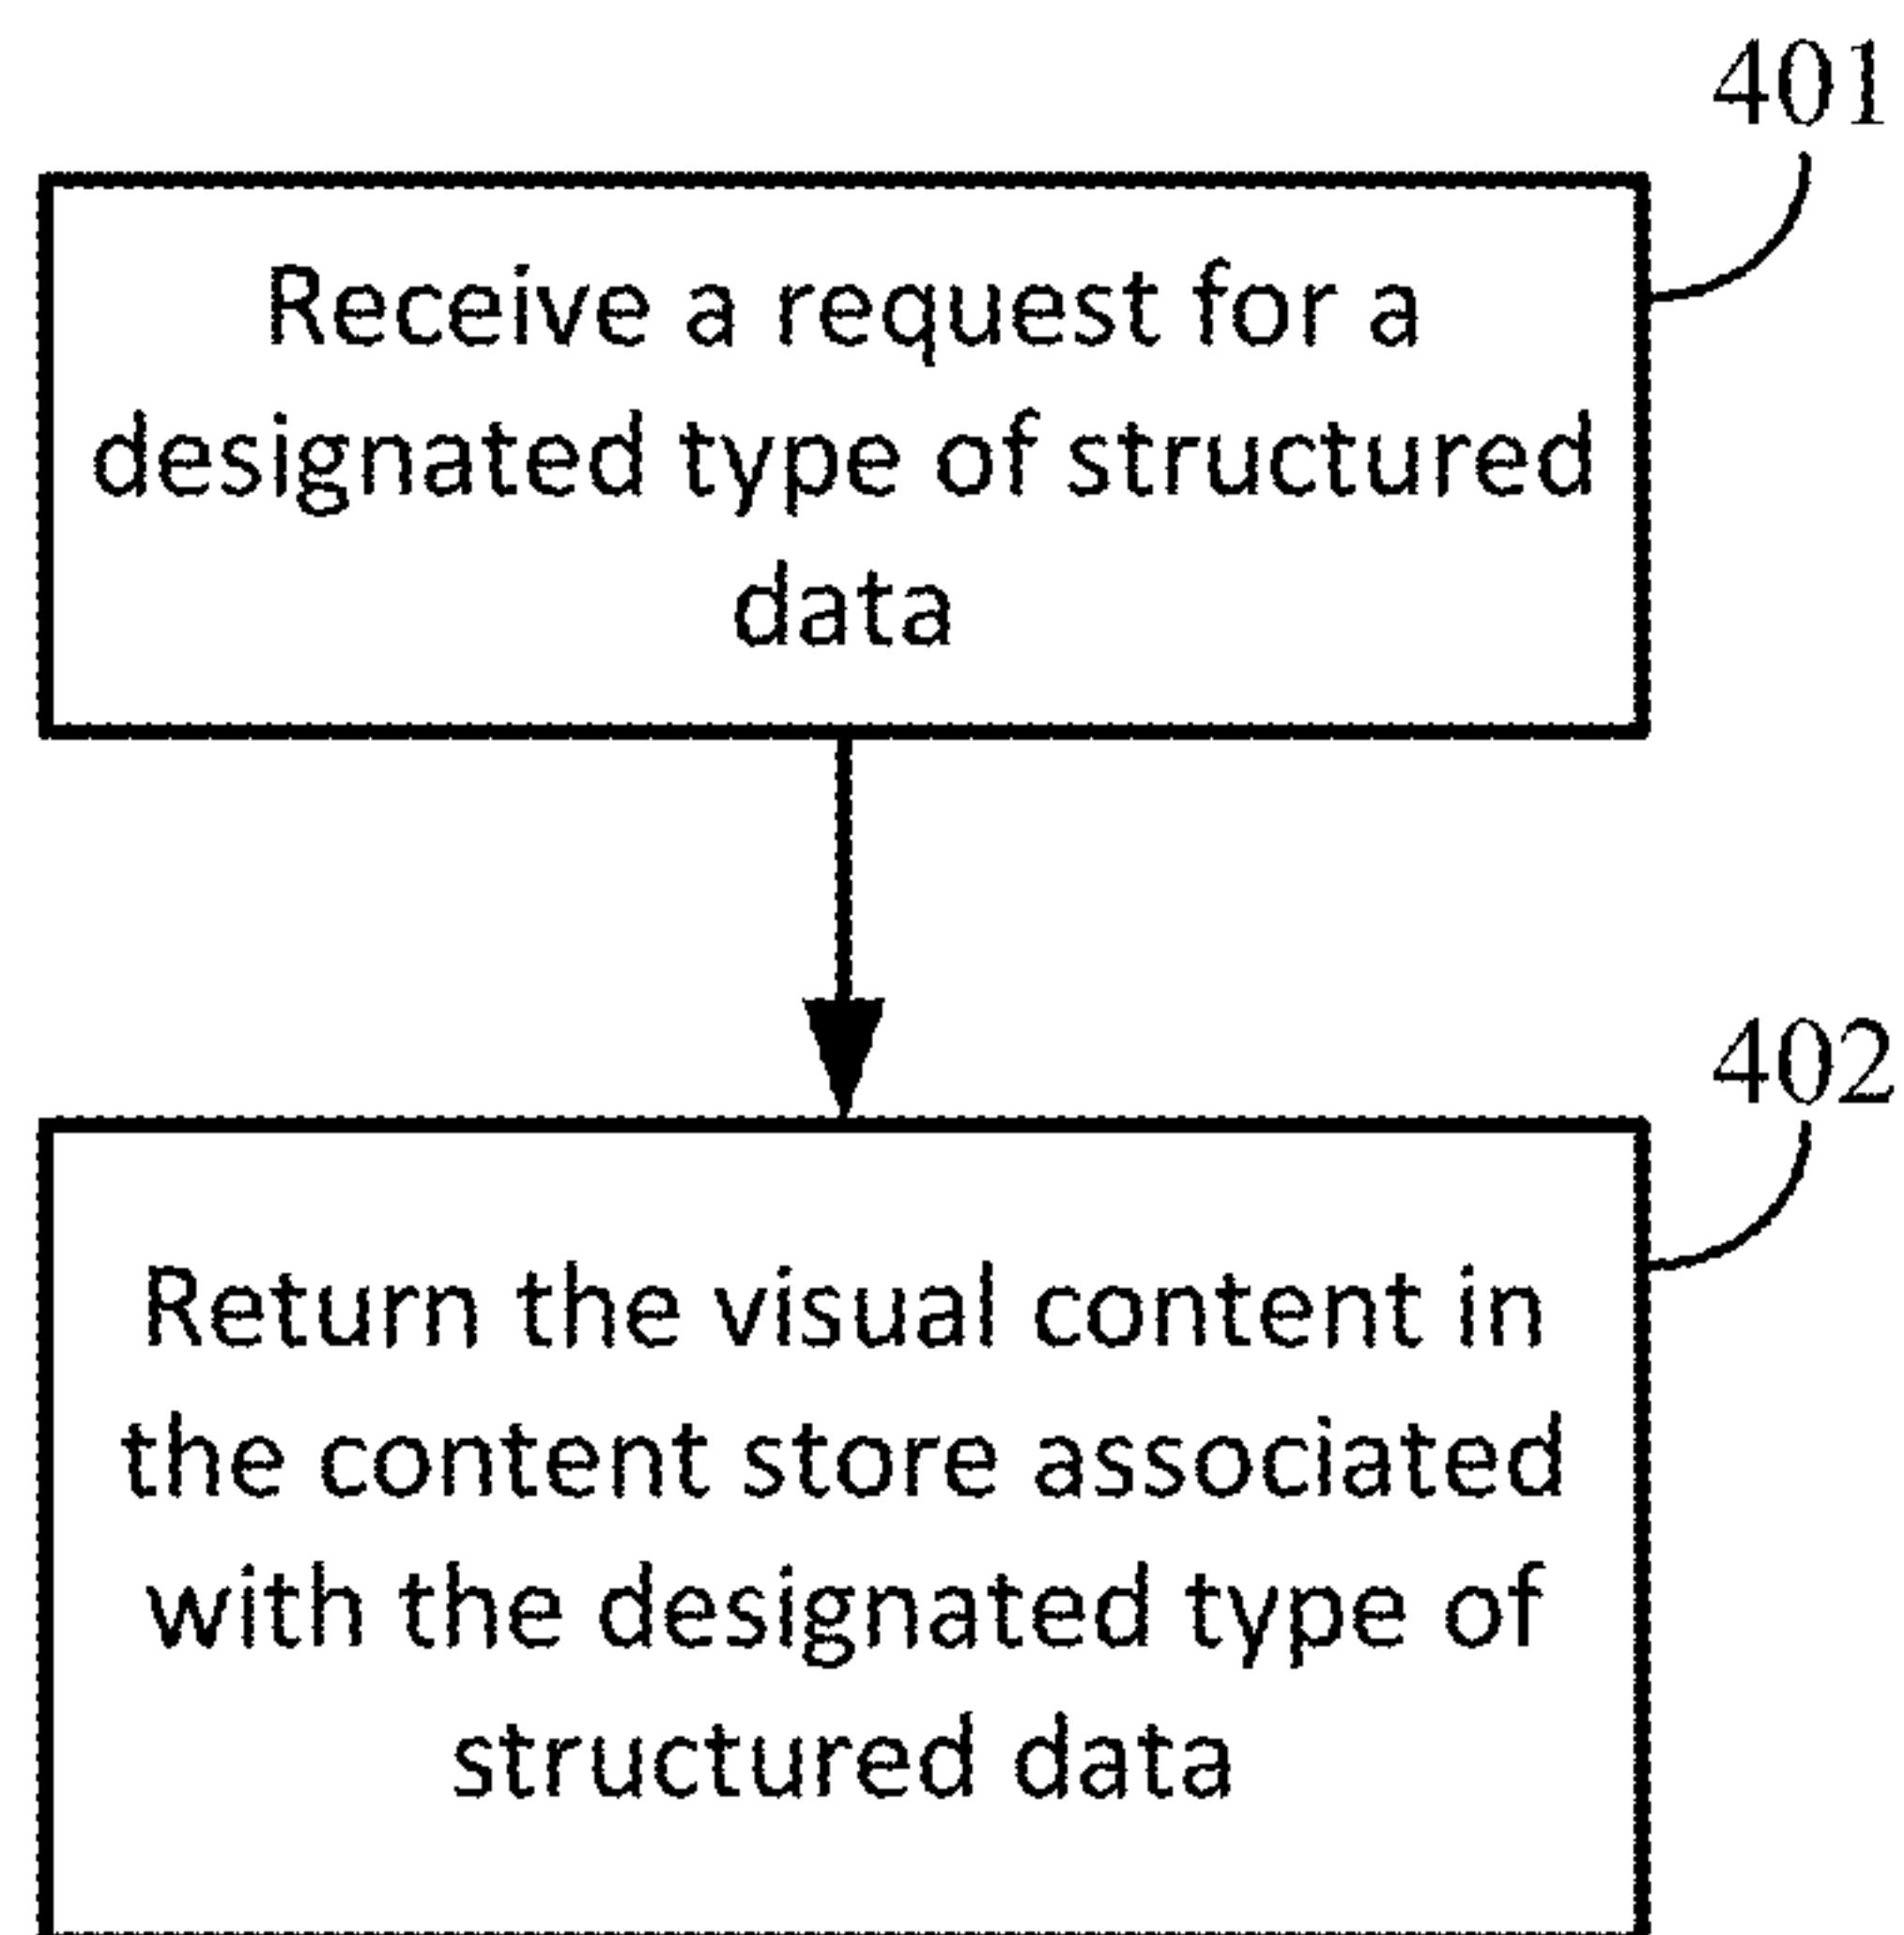 401
Receive a request for a
designated type of structured
data
402
Return the visual content in
the content store associated
with the designated type of
structured data